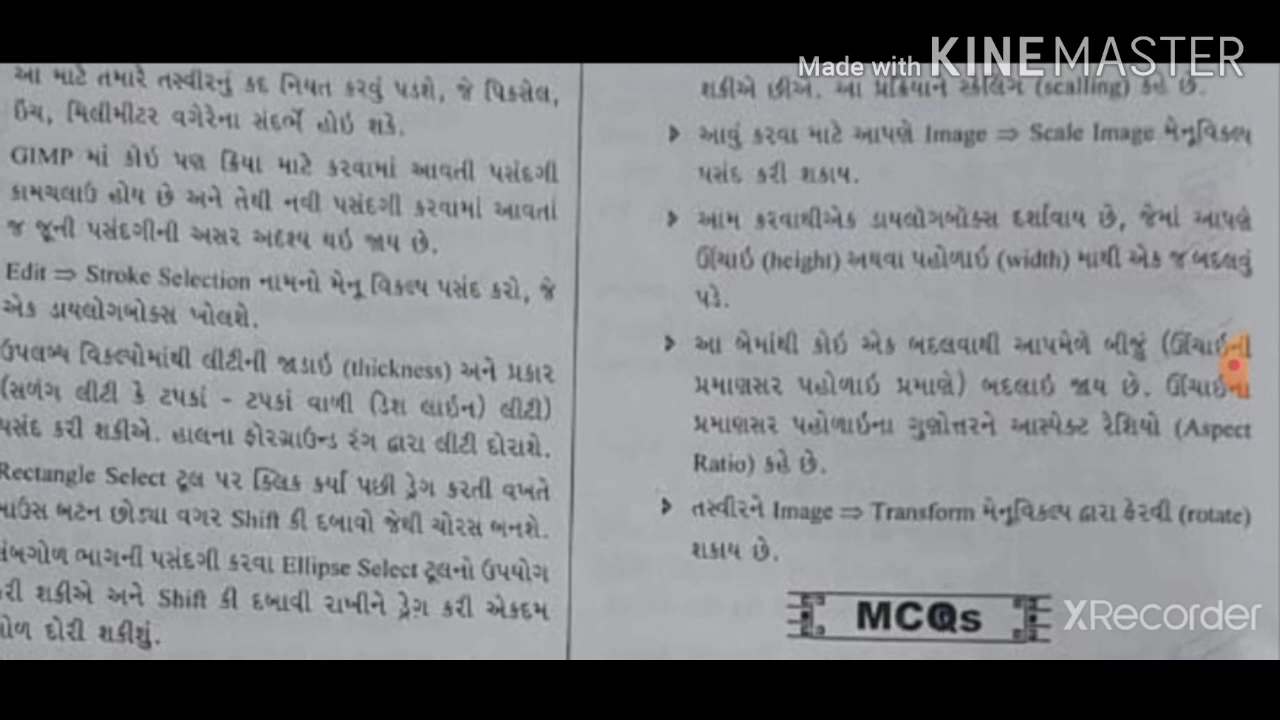 Made with KINEMASTER
આ માટે તમારે તસ્વીરનું કદ નિયત કરવું પડશે, જે પિકસેલ,
ઇંચ, મિલીમીટર વગેરેના સંદર્ભે હોઇ શકે.
GIMP માં કોઇ પણ ક્રિયા માટે કરવામાં આવતી પસંદગી
કામચલાઉ હોય છે અને તેથી નવી પસંદગી કરવામાં આવતાં
જ જૂની પસંદગીની અસર અદશ્ય થઇ જાય છે.
Edit ⇒ Stroke Selection નામનો મેનૂ વિકલ્પ પસંદ કરો, જે
એક ડાયલોગબોક્સ ખોલશે.
ઉપલબ્ધ વિકલ્પોમાંથી લીટીની જાડાઇ (thickness) અને પ્રકાર
(સળંગ લીટી કે ટપકાં - ટપકાં વાળી (ડેશ લાઇન) લીટી)
પસંદ કરી શકીએ. હાલના ફોરગ્રાઉન્ડ રંગ દ્વારા લીટી દોરાશે.
Rectangle Select ટૂલ પર ક્લિક કર્યા પછી ડ્રેગ કરતી વખતે
માઉસ બટન છોડ્યા વગર Shift કી દબાવો જેથી ચોરસ બનશે.
લંબગોળ ભાગની પસંદગી કરવા Ellipse Select ટૂલનો ઉપયોગ
કરી શકીએ અને Shift કી દબાવી રાખીને ડ્રેગ કરી એકદમ
ગોળ દોરી શકીશું.
શકીએ છીએ. આ પ્રક્રિયાને સ્કેલિંગ (scalling) કહે છે.
આવું કરવા માટે આપણે Image ⇒ Scale Image મેનૂવિકલ્પ
પસંદ કરી શકાય.
આમ કરવાથીએક ડાયલોગબૉક્સ દર્શાવાય છે, જેમાં આપણે
ઊંચાઇ (height) અથવા પહોળાઇ (width) માથી એક જ બદલવું
પડે.
આ બેમાંથી કોઇ એક બદલવાથી આપમેળે બીજું (ઊંચાઇની
પ્રમાણસર પહોળાઇ પ્રમાણે) બદલાઇ જાય છે. ઊંચાઇના
પ્રમાણસર પહોળાઇના ગુણોત્તરને આસ્પેક્ટ રેશિયો (Aspect
Ratio) કહે છે.
તસ્વીરને Image ⇒ Transform મેનૂવિકલ્પ દ્વારા ફેરવી (rotate)
શકાય છે.
MCQs
XRecorder